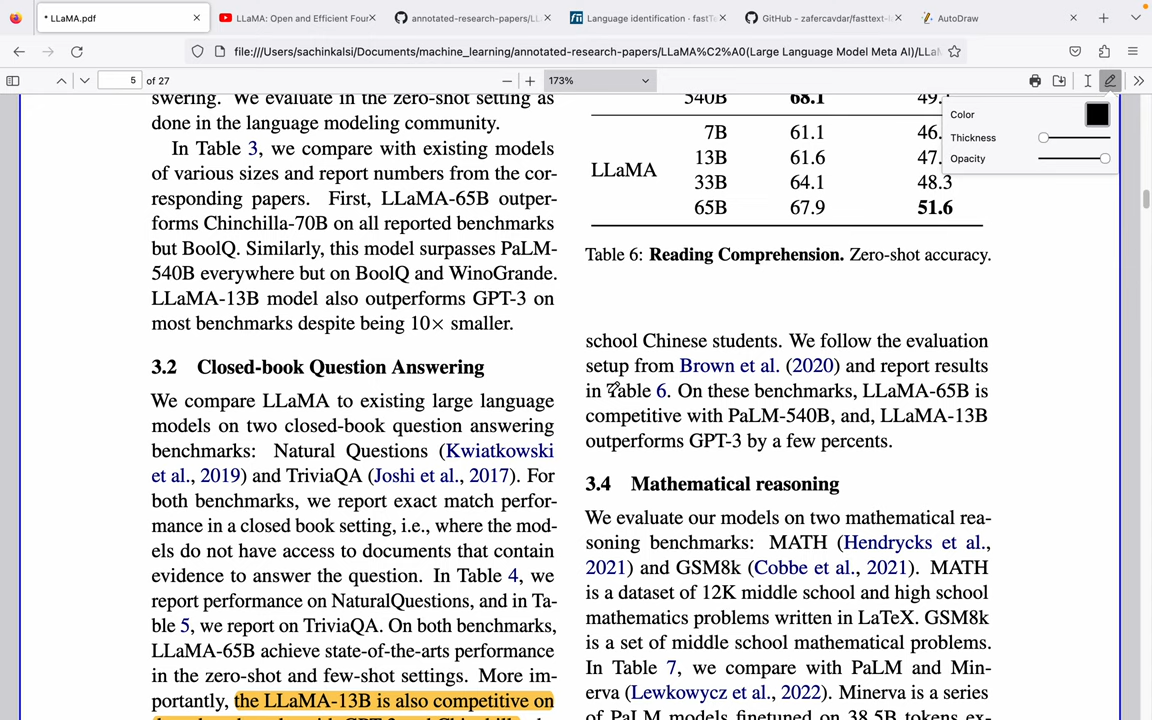 * LLaMA.pdf
LLaMA: Open and Efficient Four
annotated-research-papers/LL
Language identification · fastTe
GitHub - zafercavdar/fasttext-l
AutoDraw
file:///Users/sachinkalsi/Documents/machine_learning/annotated-research-papers/LLaMA%C2%A0(Large Language Model Meta AI)/LLa
5 of 27
173%
Color
Thickness
Opacity
swering. We evaluate in the zero-shot setting as
done in the language modeling community.
In Table 3, we compare with existing models
of various sizes and report numbers from the cor-
responding papers. First, LLaMA-65B outper-
forms Chinchilla-70B on all reported benchmarks
but BoolQ. Similarly, this model surpasses PaLM-
540B everywhere but on BoolQ and WinoGrande.
LLaMA-13B model also outperforms GPT-3 on
most benchmarks despite being 10× smaller.
3.2 Closed-book Question Answering
We compare LLaMA to existing large language
models on two closed-book question answering
benchmarks: Natural Questions (Kwiatkowski
et al., 2019) and TriviaQA (Joshi et al., 2017). For
both benchmarks, we report exact match perfor-
mance in a closed book setting, i.e., where the mod-
els do not have access to documents that contain
evidence to answer the question. In Table 4, we
report performance on NaturalQuestions, and in Ta-
ble 5, we report on TriviaQA. On both benchmarks,
LLaMA-65B achieve state-of-the-arts performance
in the zero-shot and few-shot settings. More im-
portantly, the LLaMA-13B is also competitive on
540B 68.1 49.
7B 61.1 46.
13B 61.6 47.
LLaMA
33B 64.1 48.3
65B 67.9 51.6
Table 6: Reading Comprehension. Zero-shot accuracy.
school Chinese students. We follow the evaluation
setup from Brown et al. (2020) and report results
in Table 6. On these benchmarks, LLaMA-65B is
competitive with PaLM-540B, and, LLaMA-13B
outperforms GPT-3 by a few percents.
3.4 Mathematical reasoning
We evaluate our models on two mathematical rea-
soning benchmarks: MATH (Hendrycks et al.,
2021) and GSM8k (Cobbe et al., 2021). MATH
is a dataset of 12K middle school and high school
mathematics problems written in LaTeX. GSM8k
is a set of middle school mathematical problems.
In Table 7, we compare with PaLM and Min-
erva (Lewkowycz et al., 2022). Minerva is a series
of PaLM models finetuned on 38.5B tokens ex-